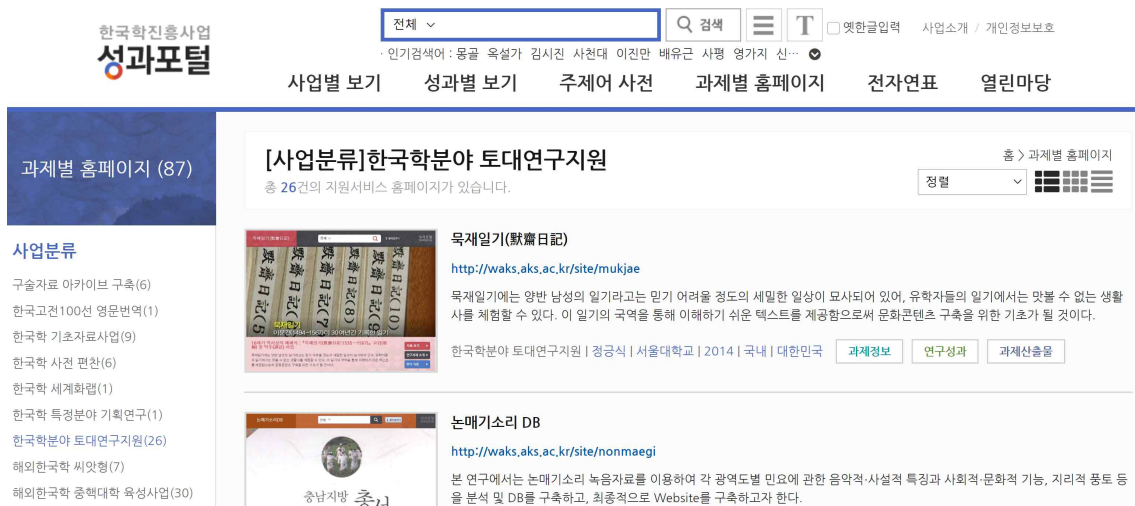 한국학진흥사업
성과포털
전체
검색
T
옛한글입력
사업소개 / 개인정보보호
· 인기검색어 : 몽골 옥설가 김시진 사천대 이진만 배유근 사평 영가지 신…
사업별 보기 성과별 보기 주제어 사전 과제별 홈페이지 전자연표 열린마당
과제별 홈페이지 (87)
사업분류
구술자료 아카이브 구축(6)
한국고전100선 영문번역(1)
한국학 기초자료사업(9)
한국학 사전 편찬(6)
한국학 세계화랩(1)
한국학 특정분야 기획연구(1)
한국학분야 토대연구지원(26)
해외한국학 씨앗형(7)
해외한국학 중핵대학 육성사업(30)
[사업분류]한국학분야 토대연구지원
총 26건의 지원서비스 홈페이지가 있습니다.
홈 > 과제별 홈페이지
정렬
묵재일기(默齋日記)
http://waks.aks.ac.kr/site/mukjae
묵재일기에는 양반 남성의 일기라고는 믿기 어려울 정도의 세밀한 일상이 묘사되어 있어, 유학자들의 일기에서는 맛볼 수 없는 생활
사를 체험할 수 있다. 이 일기의 국역을 통해 이해하기 쉬운 텍스트를 제공함으로써 문화콘텐츠 구축을 위한 기초가 될 것이다.
한국학분야 토대연구지원 | 정긍식 | 서울대학교 | 2014 | 국내 | 대한민국 과제정보 연구성과 과제산출물
논매기소리 DB
http://waks.aks.ac.kr/site/nonmaegi
본 연구에서는 논매기소리 녹음자료를 이용하여 각 광역도별 민요에 관한 음악적·사설적 특징과 사회적·문화적 기능, 지리적 풍토 등
을 분석 및 DB를 구축하고, 최종적으로 Website를 구축하고자 한다.
충남지방